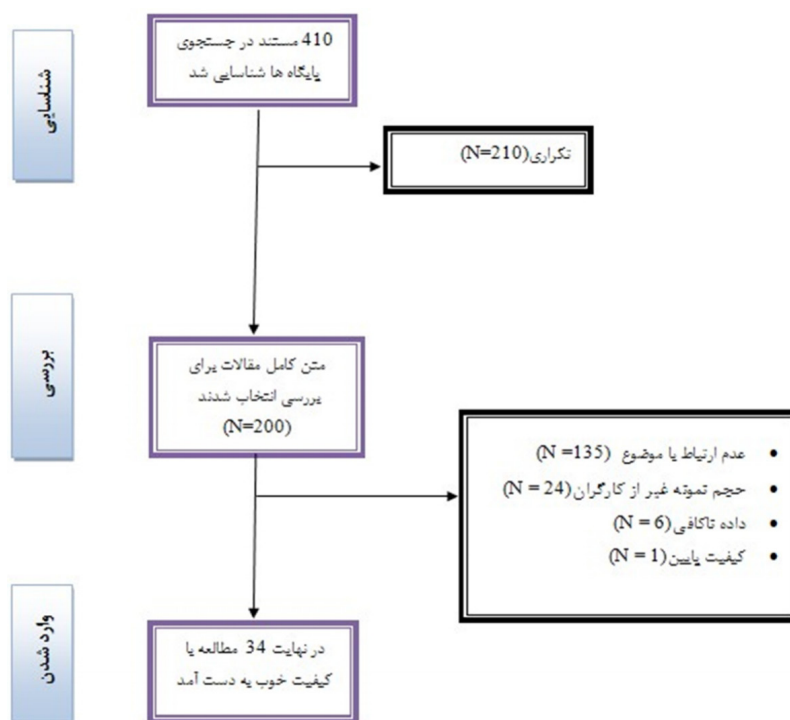 شناسایی
410 مستند در جستجوی
پایگاه ها شناسایی شد
تکراری(N=210)
بررسی
متن کامل مقالات برای
بررسی انتخاب شدند
(N=200)
عدم ارتباط با موضوع (N =135)
حجم نمونه غیر از کارگران(N = 24)
داده ناکافی(N = 6)
کیفیت پایین(N = 1)
وارد شدن
در نهایت 34 مطالعه با
کیفیت خوب به دست آمد